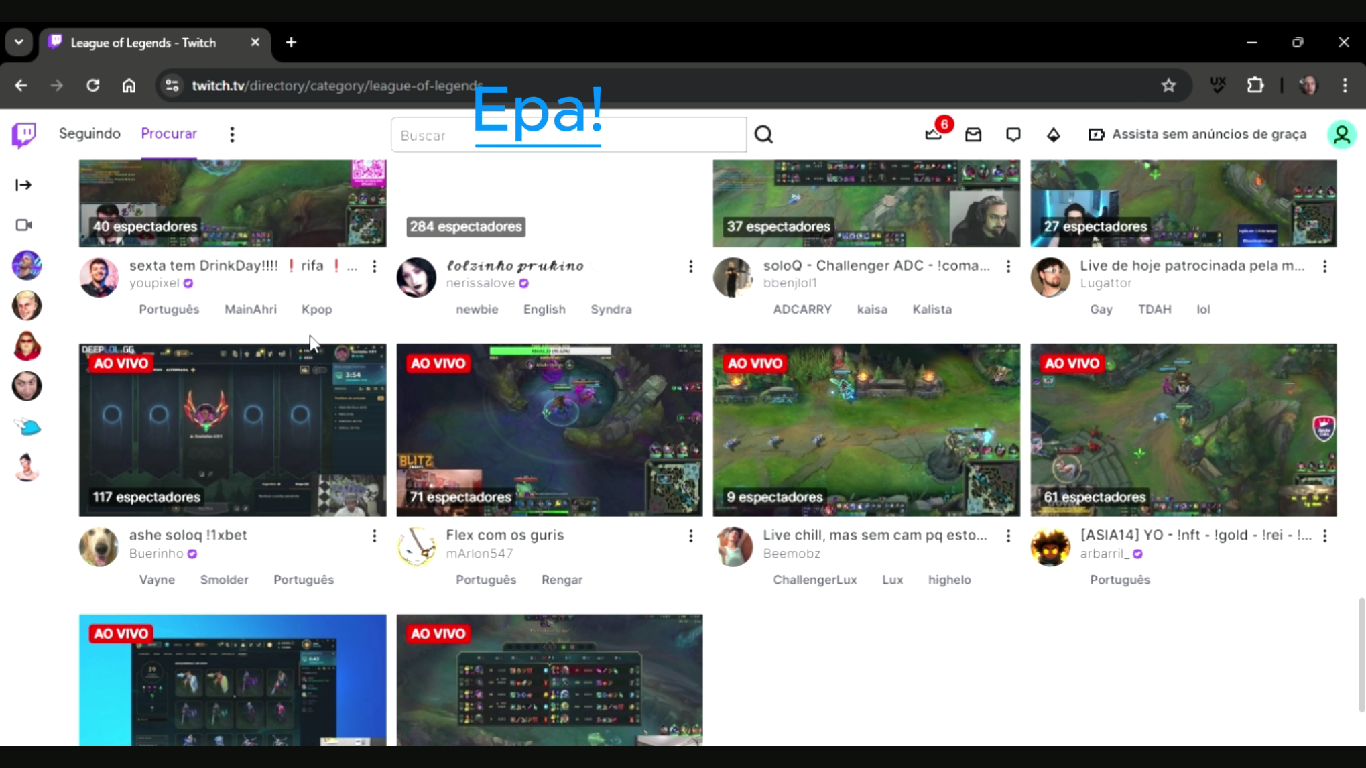 League of Legends - Twitch
twitch.tv/directory/category/league-of-legends
Epa!
Seguindo
Procurar
Buscar
6
Assista sem anúncios de graça
40 espectadores
284 espectadores
37 espectadores
27 espectadores
sexta tem DrinkDay!!!! ❗ rifa ❗ ...
youpixel
Português MainAhri Kpop
𝓵𝓸𝓵𝔃𝓲𝓷𝓱𝓸 𝓹𝓻𝓾𝓴𝓲𝓷𝓸
nerissalove
newbie English Syndra
soloQ - Challenger ADC - !coma...
bbenjlol1
ADCARRY kaisa Kalista
Live de hoje patrocinada pela m...
Lugattor
Gay TDAH lol
DEEPLOL.GG
AO VIVO
3:54
117 espectadores
AO VIVO
BLITZ
71 espectadores
AO VIVO
9 espectadores
AO VIVO
61 espectadores
ashe soloq !1xbet
Buerinho
Vayne Smolder Português
Flex com os guris
mArlon547
Português Rengar
Live chill, mas sem cam pq esto...
Beemobz
ChallengerLux Lux highelo
[ASIA14] YO - !nft - !gold - !rei - !...
arbarril_
Português
AO VIVO
AO VIVO